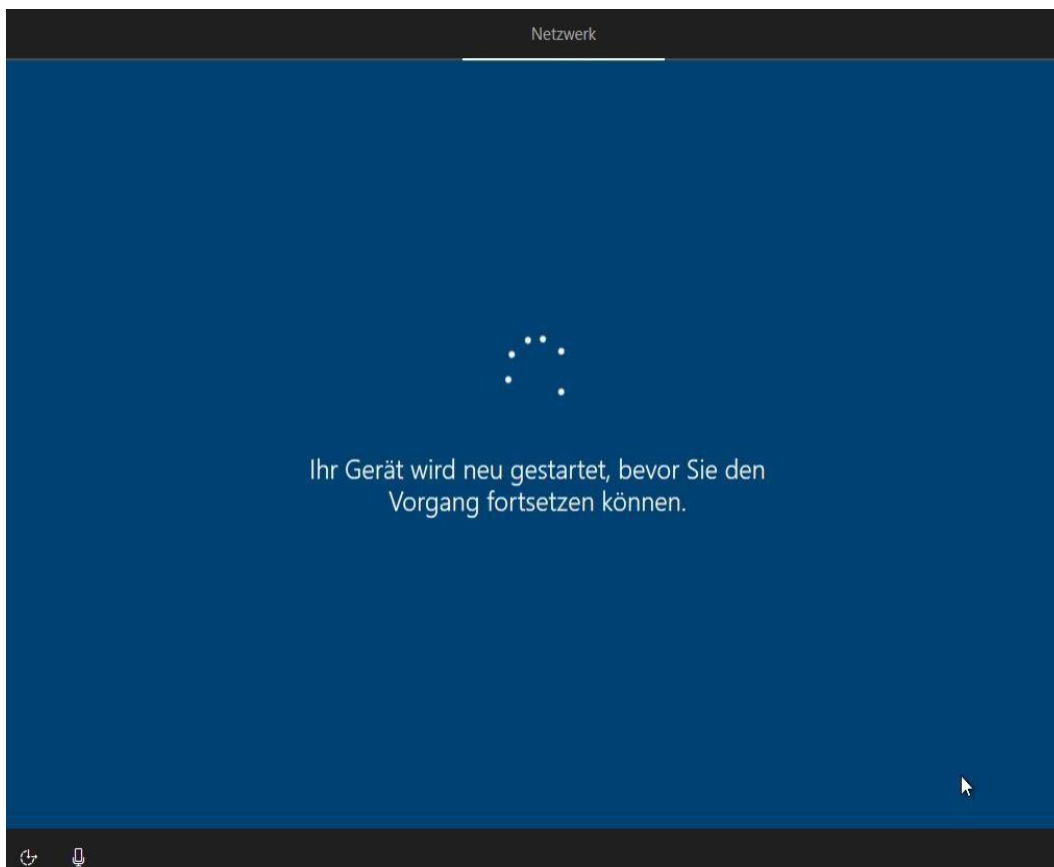 Netzwerk
Ihr Gerät wird neu gestartet, bevor Sie den
Vorgang fortsetzen können.